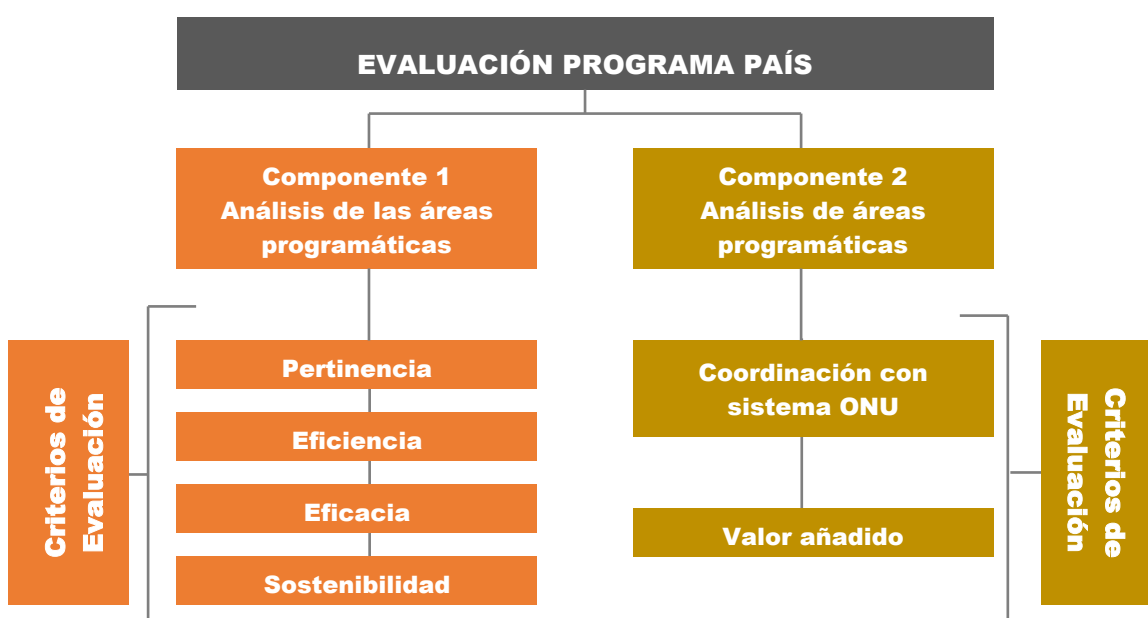 EVALUACIÓN PROGRAMA PAÍS
Componente 1
Análisis de las áreas
programáticas
Componente 2
Análisis de áreas
programáticas
Criterios de
Evaluación
Pertinencia
Eficiencia
Eficacia
Sostenibilidad
Coordinación con
sistema ONU
Valor añadido
Criterios de
Evaluación